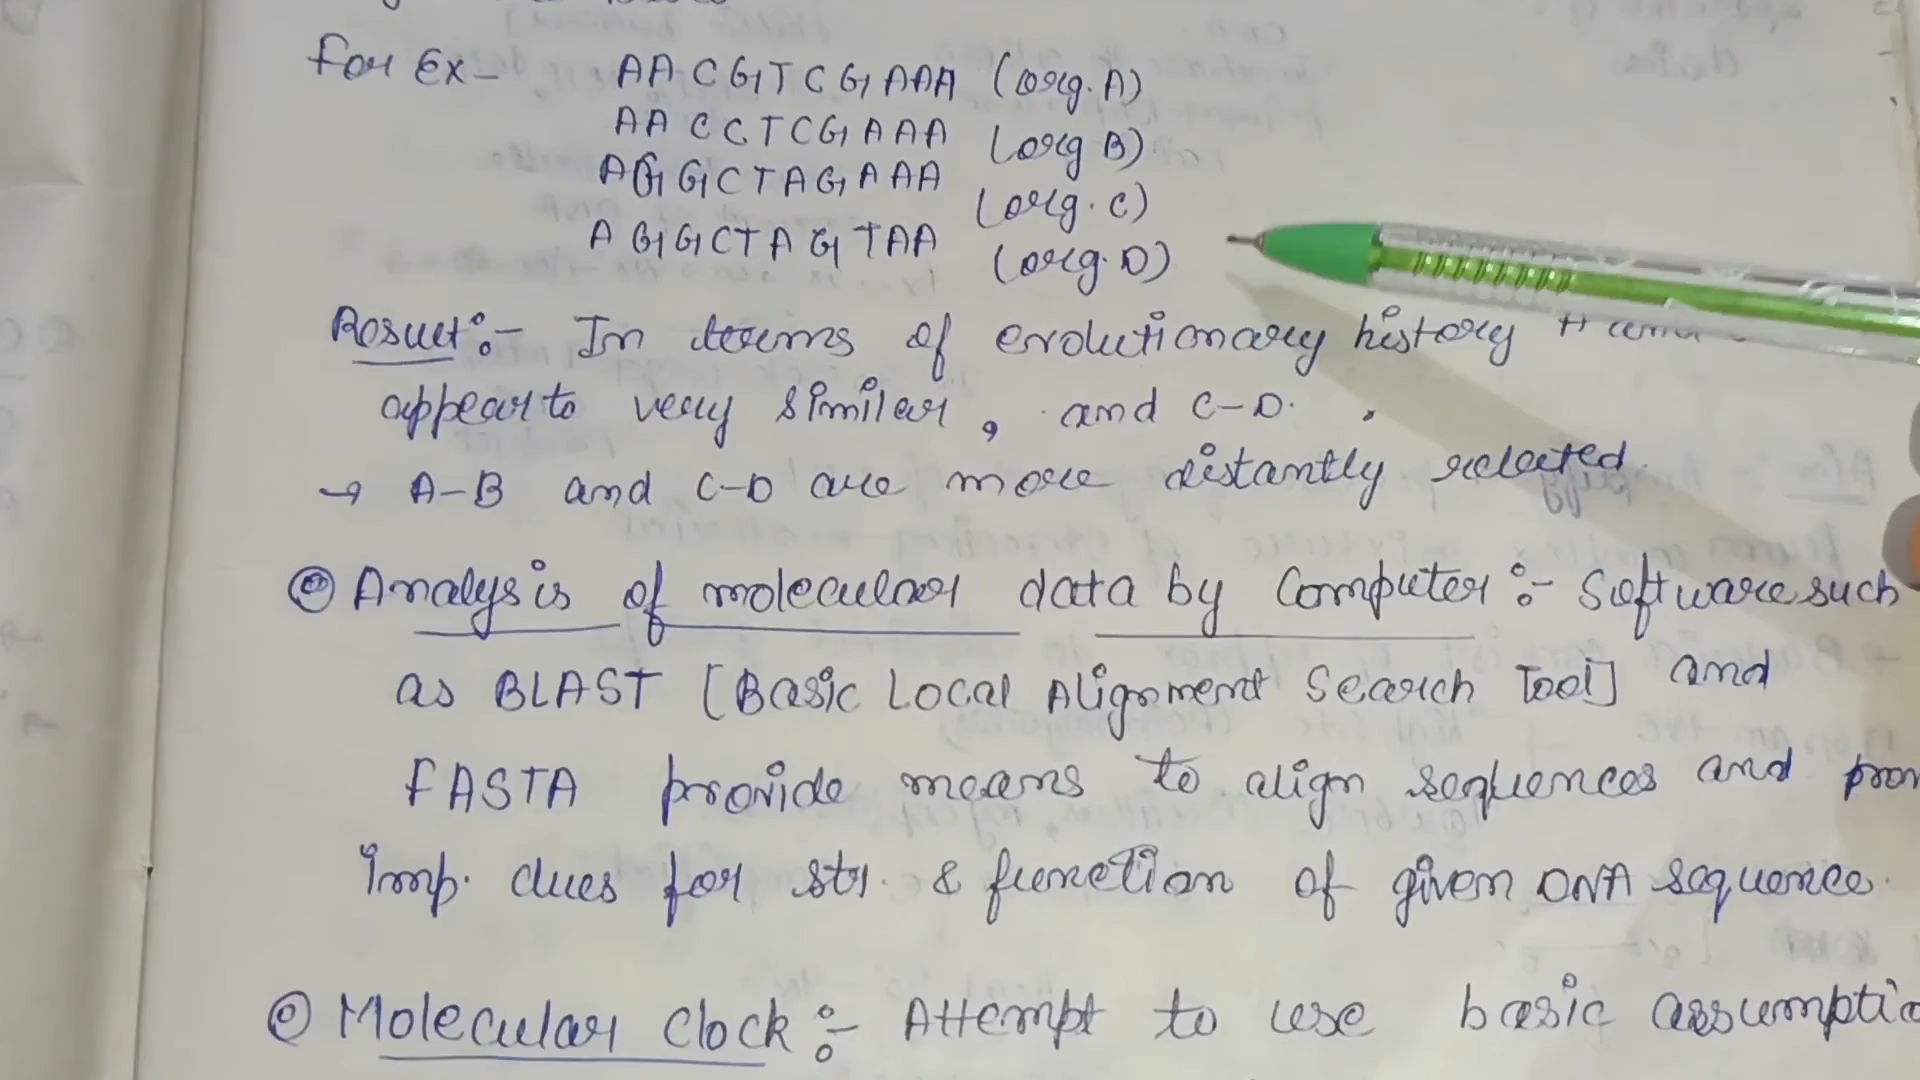 For Ex- AACGTCGAAA (org. A)
AACCTCGAAA (org B)
AGGCTAGAAA (org. C)
AGGCTAGTAA (org. D)
Result:- In terms of evolutionary history
appear to very similar, and C-D.
→ A-B and C-D are more distantly related.
Analysis of molecular data by Computer:- Software such
as BLAST [Basic Local Alignment Search Tool] and
FASTA provide means to align sequences and
imp. clues for str. & function of given DNA sequence.
Molecular Clock:- Attempt to use basic